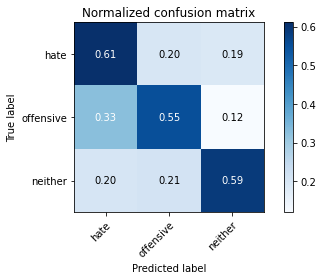 Normalized confusion matrix
True label
hate 0.61 0.20 0.19
offensive 0.33 0.55 0.12
neither 0.20 0.21 0.59
hate offensive neither
Predicted label
0.6
0.5
0.4
0.3
0.2